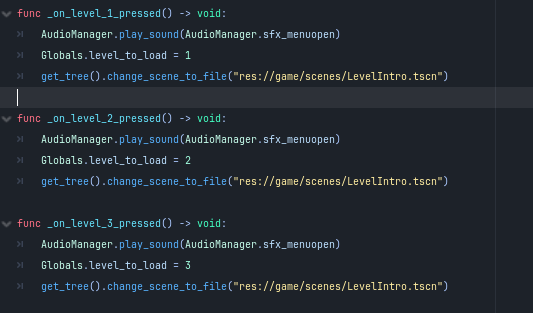 func _on_level_1_pressed() -> void:
AudioManager.play_sound(AudioManager.sfx_menuopen)
Globals.level_to_load = 1
get_tree().change_scene_to_file("res://game/scenes/LevelIntro.tscn")
func _on_level_2_pressed() -> void:
AudioManager.play_sound(AudioManager.sfx_menuopen)
Globals.level_to_load = 2
get_tree().change_scene_to_file("res://game/scenes/LevelIntro.tscn")
func _on_level_3_pressed() -> void:
AudioManager.play_sound(AudioManager.sfx_menuopen)
Globals.level_to_load = 3
get_tree().change_scene_to_file("res://game/scenes/LevelIntro.tscn")